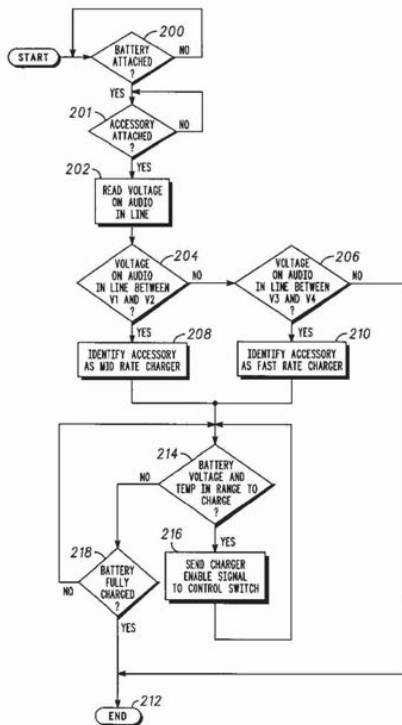 200
START
BATTERY
ATTACHED
?
NO
YES
201
ACCESSORY
ATTACHED
?
NO
YES
202
READ VOLTAGE
ON AUDIO
IN LINE
204
VOLTAGE
ON AUDIO
IN LINE BETWEEN
V1 AND V2
?
NO
YES
206
VOLTAGE
ON AUDIO
IN LINE BETWEEN
V3 AND V4
?
NO
YES
208
IDENTIFY ACCESSORY
AS MID RATE CHARGER
210
IDENTIFY ACCESSORY
AS FAST RATE CHARGER
214
BATTERY
VOLTAGE AND
TEMP IN RANGE TO
CHARGE
?
NO
YES
216
SEND CHARGER
ENABLE SIGNAL
TO CONTROL SWITCH
218
BATTERY
FULLY
CHARGED
?
NO
YES
212
END